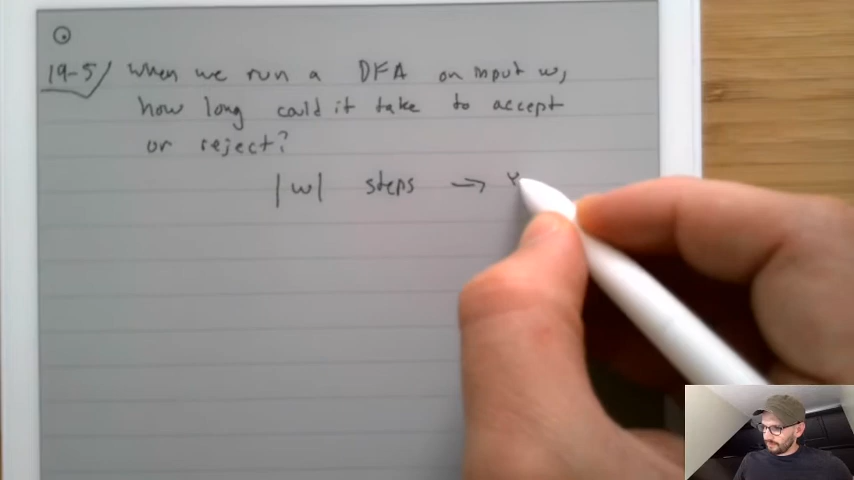 19-5/ When we run a DFA on input w,
how long could it take to accept
or reject?
|w| steps →